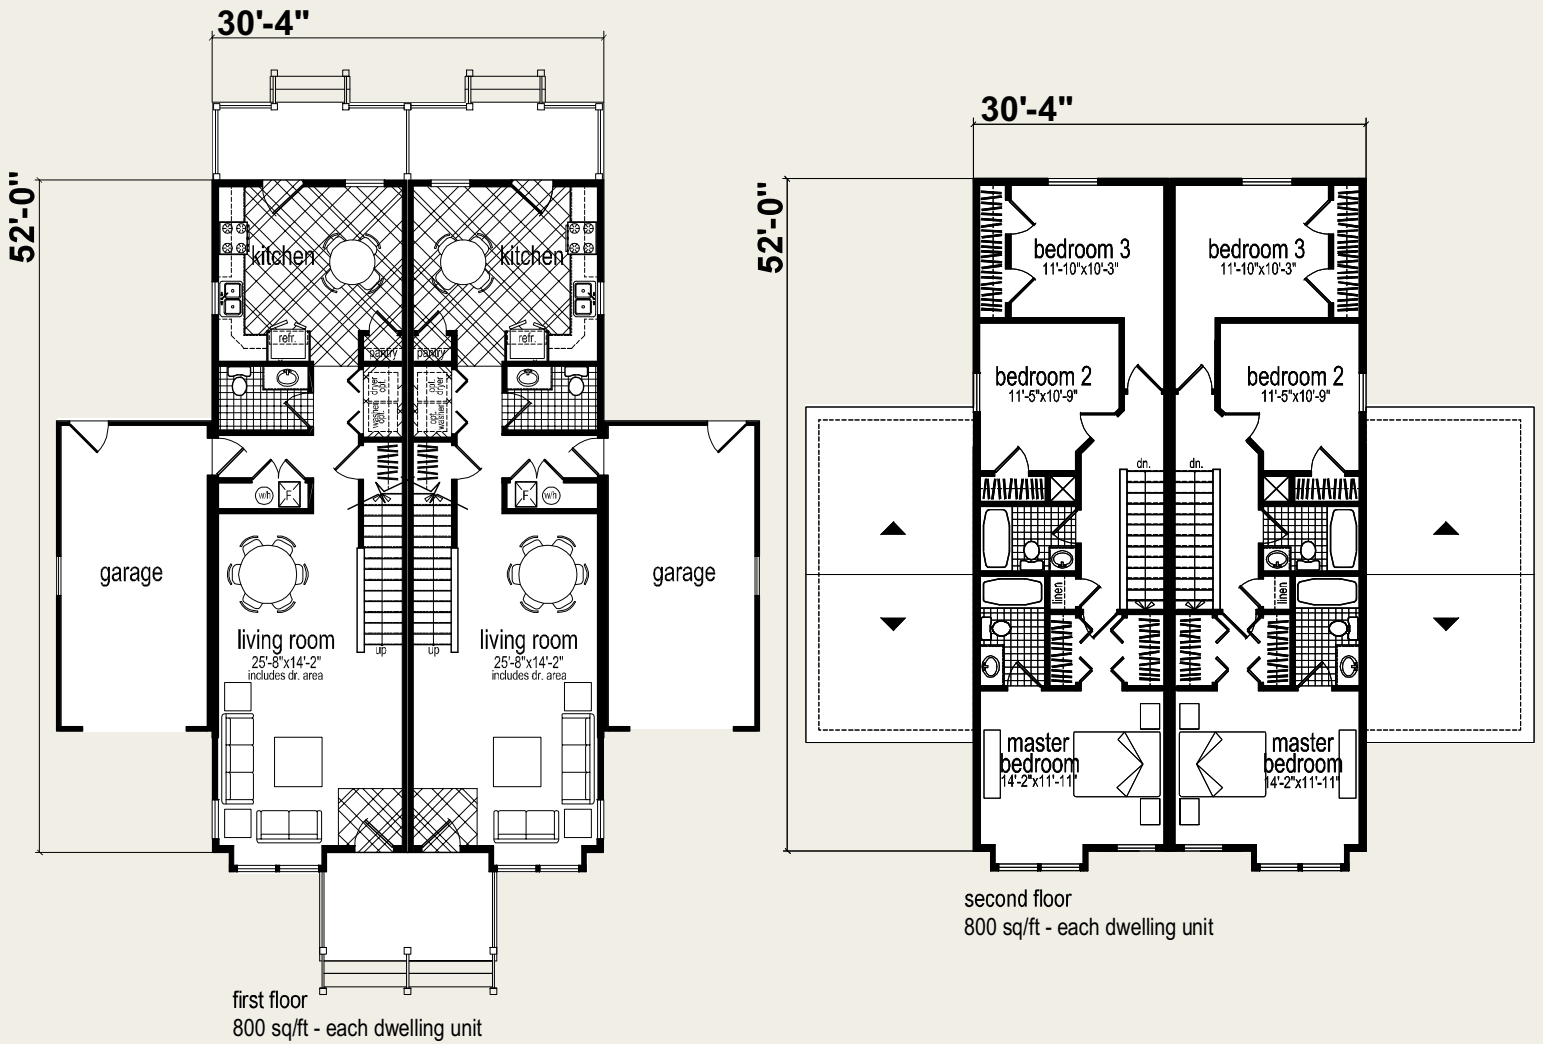 30'-4"
52'-0"
kitchen
kitchen
refr.
refr.
pantry
pantry
dryer
opt.
opt.
dryer
washer
opt.
opt.
washer
w/h
F
F
w/h
garage
garage
living room
25'-8"x14'-2"
includes dr. area
living room
25'-8"x14'-2"
includes dr. area
up
up
first floor
800 sq/ft - each dwelling unit
30'-4"
52'-0"
bedroom 3
11'-10"x10'-3"
bedroom 3
11'-10"x10'-3"
bedroom 2
11'-5"x10'-9"
bedroom 2
11'-5"x10'-9"
dn.
dn.
linen
linen
master
bedroom
14'-2"x11'-11"
master
bedroom
14'-2"x11'-11"
second floor
800 sq/ft - each dwelling unit